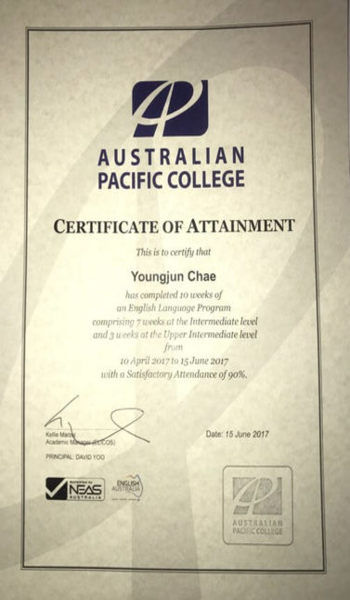 AUSTRALIAN
PACIFIC COLLEGE
CERTIFICATE OF ATTAINMENT
This is to certify that
Youngjun Chae
has completed 10 weeks of
an English Language Program
comprising 7 weeks at the Intermediate level
and 3 weeks at the Upper Intermediate level
from
10 April 2017 to 15 June 2017
with a Satisfactory Attendance of 90%.
Kellie
Academic Manager (ELICOS)
Date: 15 June 2017
PRINCIPAL: DAVID YOO
NEAS
AUSTRALIA
ENGLISH
AUSTRALIA
AUSTRALIAN
PACIFIC COLLEGE